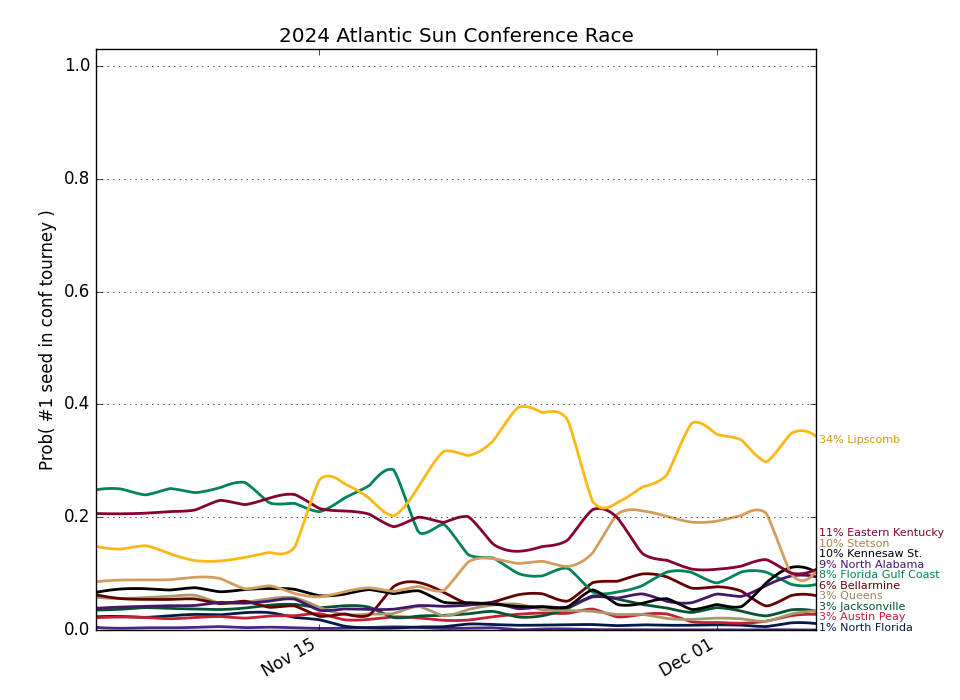 2024 Atlantic Sun Conference Race
Prob( #1 seed in conf tourney )
1.0
0.8
0.6
0.4
0.2
0.0
Nov 15
Dec 01
34% Lipscomb
11% Eastern Kentucky
10% Stetson
10% Kennesaw St.
9% North Alabama
8% Florida Gulf Coast
6% Bellarmine
3% Queens
3% Jacksonville
3% Austin Peay
1% North Florida